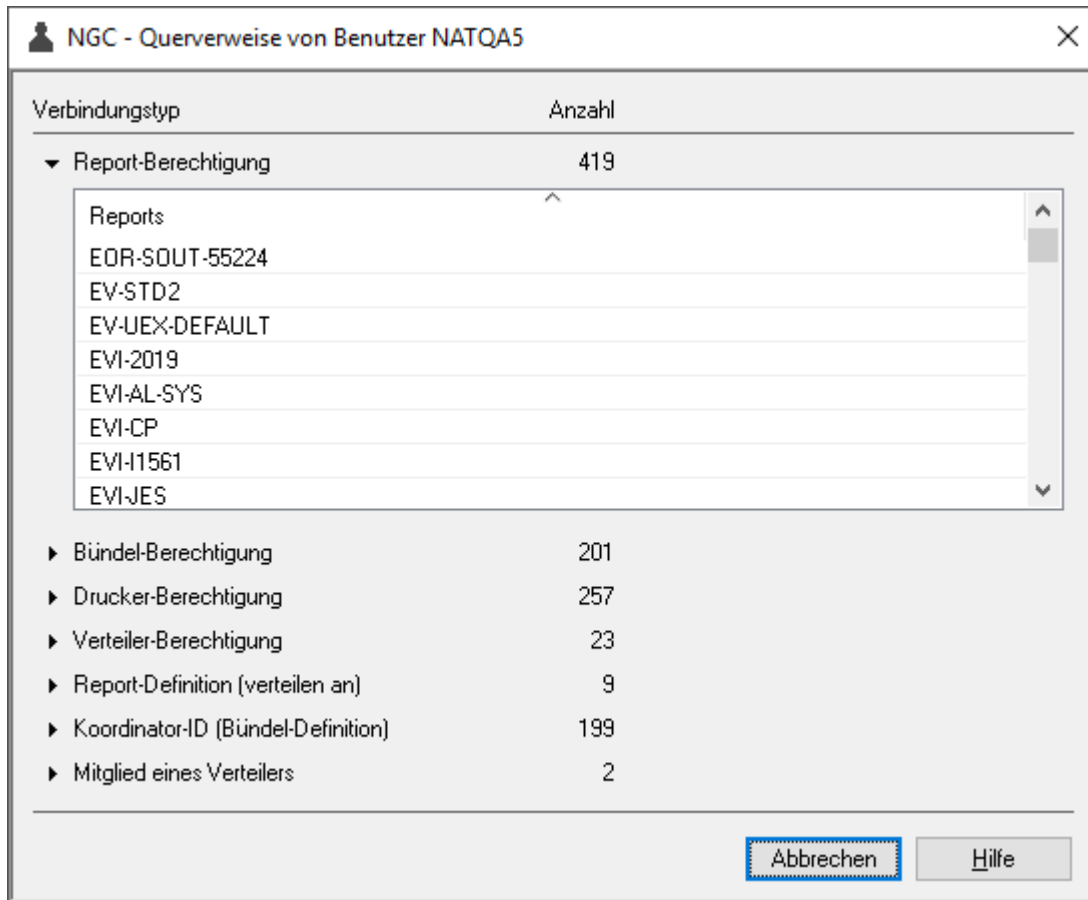 NGC - Querverweise von Benutzer NATQA5
Verbindungstyp Anzahl
Report-Berechtigung 419
Reports
EOR-SOUT-55224
EV-STD2
EV-UEX-DEFAULT
EVI-2019
EVI-AL-SYS
EVI-CP
EVI-I1561
EVI-JES
Bündel-Berechtigung 201
Drucker-Berechtigung 257
Verteiler-Berechtigung 23
Report-Definition (verteilen an) 9
Koordinator-ID (Bündel-Definition) 199
Mitglied eines Verteilers 2
Abbrechen Hilfe